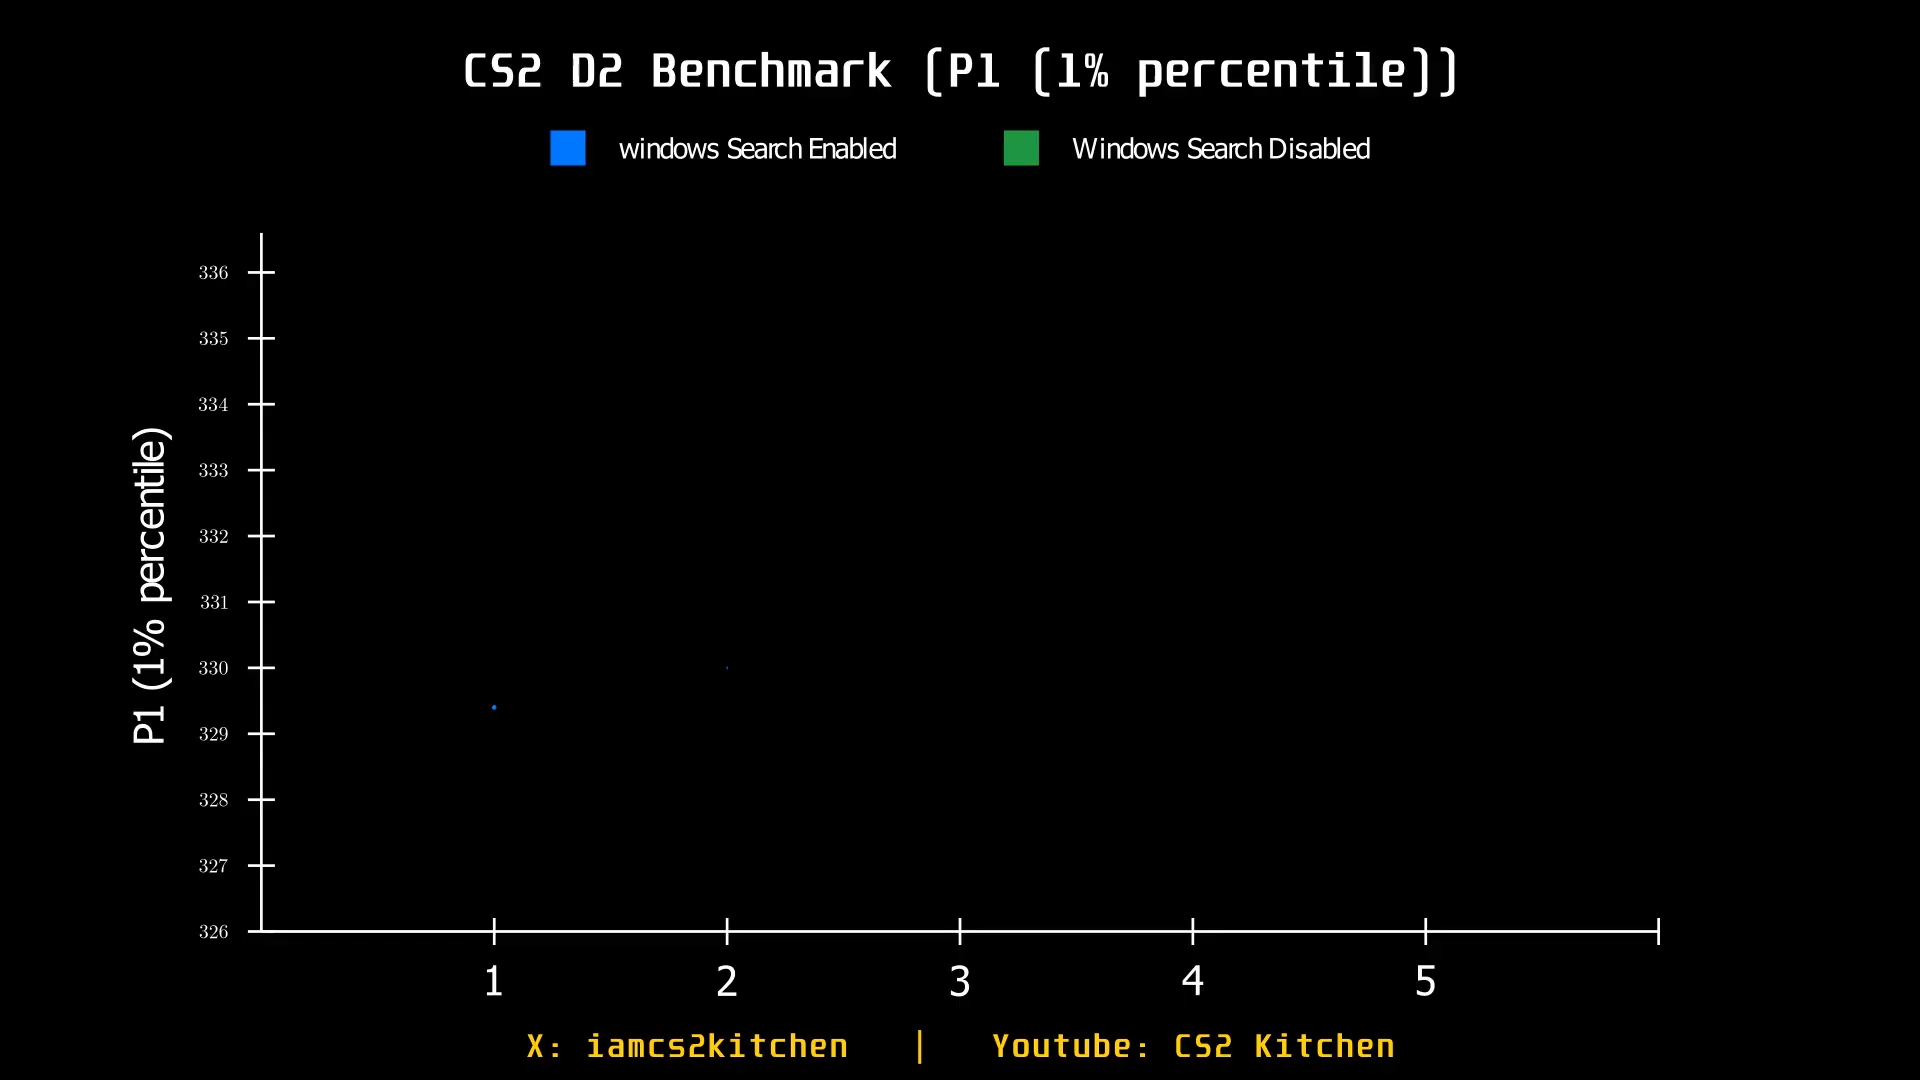 CS2 D2 Benchmark (P1 (1% percentile))
windows Search Enabled
Windows Search Disabled
P1 (1% percentile)
336
335
334
333
332
331
330
329
328
327
326
1 2 3 4 5
X: iamcs2kitchen | Youtube: CS2 Kitchen